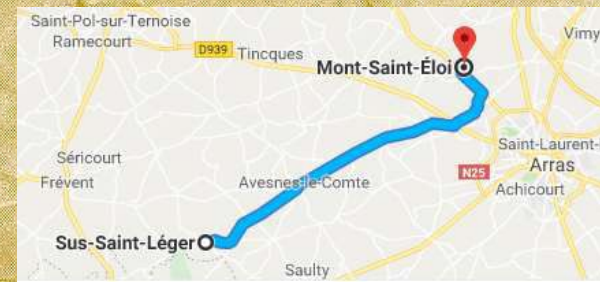 Saint-Pol-sur-Ternoise
Ramecourt
D939
Tincques
Vimy
Mont-Saint-Éloi
Saint-Laurent-
Arras
N25
Achicourt
Séricourt
Frévent
Avesnes-le-Comte
Sus-Saint-Léger
Saulty